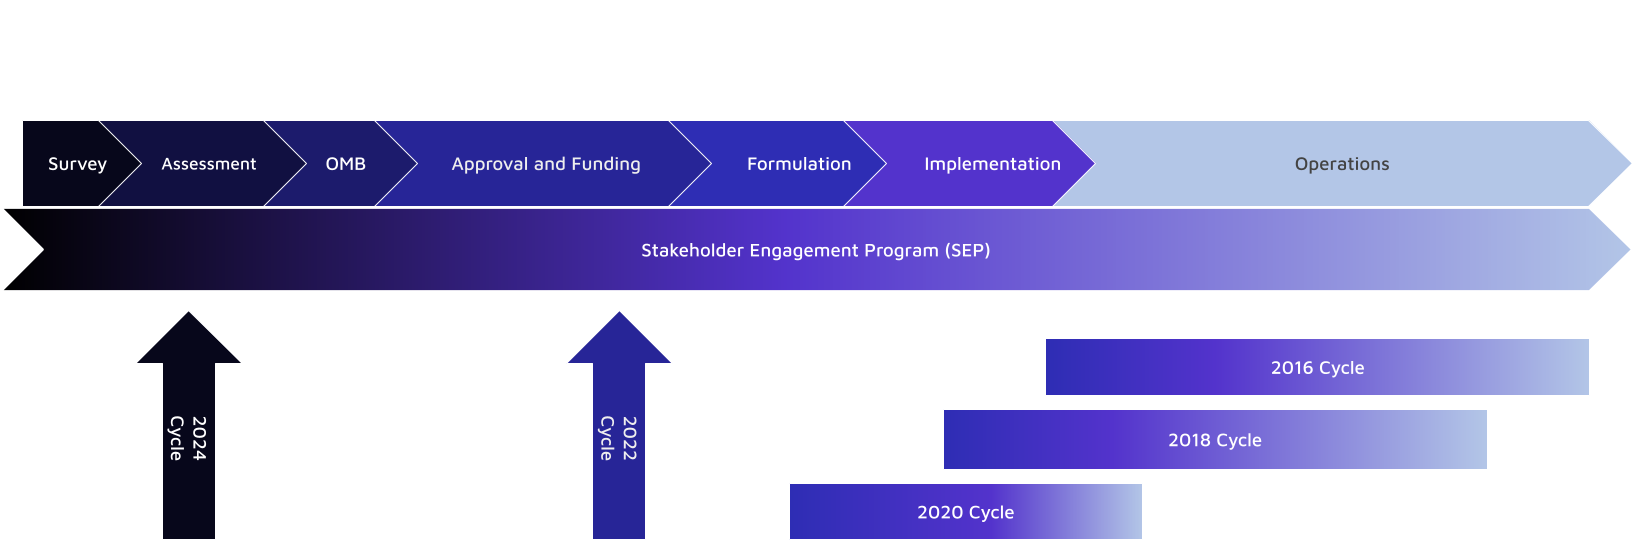 Survey
Assessment
OMB
Approval and Funding
Formulation
Implementation
Operations
Stakeholder Engagement Program (SEP)
2024
Cycle
2022
Cycle
2016 Cycle
2018 Cycle
2020 Cycle